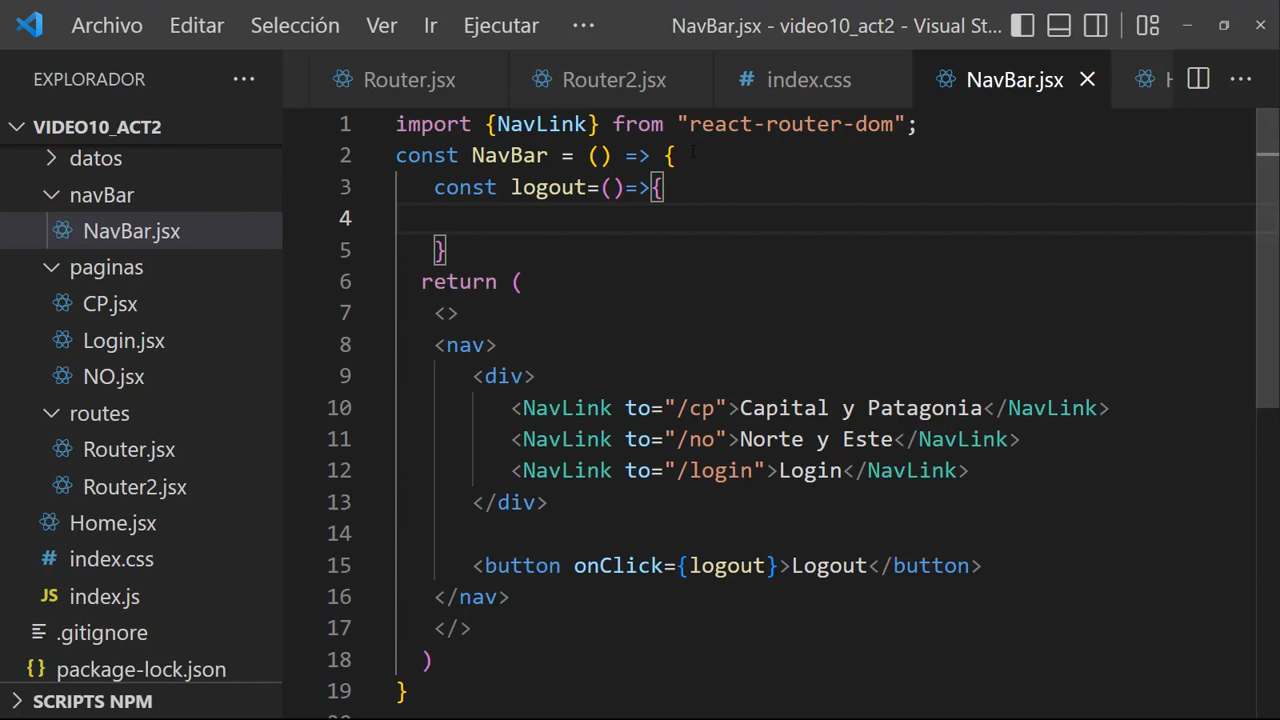 Archivo Editar Selección Ver Ir Ejecutar ··· NavBar.jsx - video10_act2 - Visual St...
EXPLORADOR ···
Router.jsx Router2.jsx # index.css NavBar.jsx
VIDEO10_ACT2
datos
navBar
NavBar.jsx
paginas
CP.jsx
Login.jsx
NO.jsx
routes
Router.jsx
Router2.jsx
Home.jsx
# index.css
JS index.js
.gitignore
{} package-lock.json
SCRIPTS NPM
1 import {NavLink} from "react-router-dom";
2 const NavBar = () => {
3 const logout=()=>{
4
5 }
6 return (
7 <>
8 <nav>
9 <div>
10 <NavLink to="/cp">Capital y Patagonia</NavLink>
11 <NavLink to="/no">Norte y Este</NavLink>
12 <NavLink to="/login">Login</NavLink>
13 </div>
14
15 <button onClick={logout}>Logout</button>
16 </nav>
17 </>
18 )
19 }